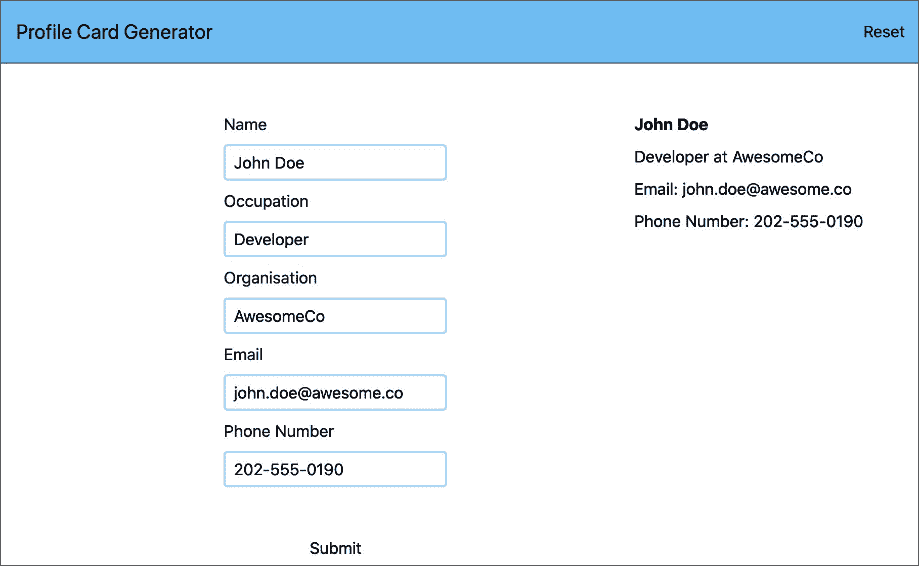 Profile Card Generator
Reset
Name
John Doe
Occupation
Developer
Organisation
AwesomeCo
Email
john.doe@awesome.co
Phone Number
202-555-0190
Submit
John Doe
Developer at AwesomeCo
Email: john.doe@awesome.co
Phone Number: 202-555-0190